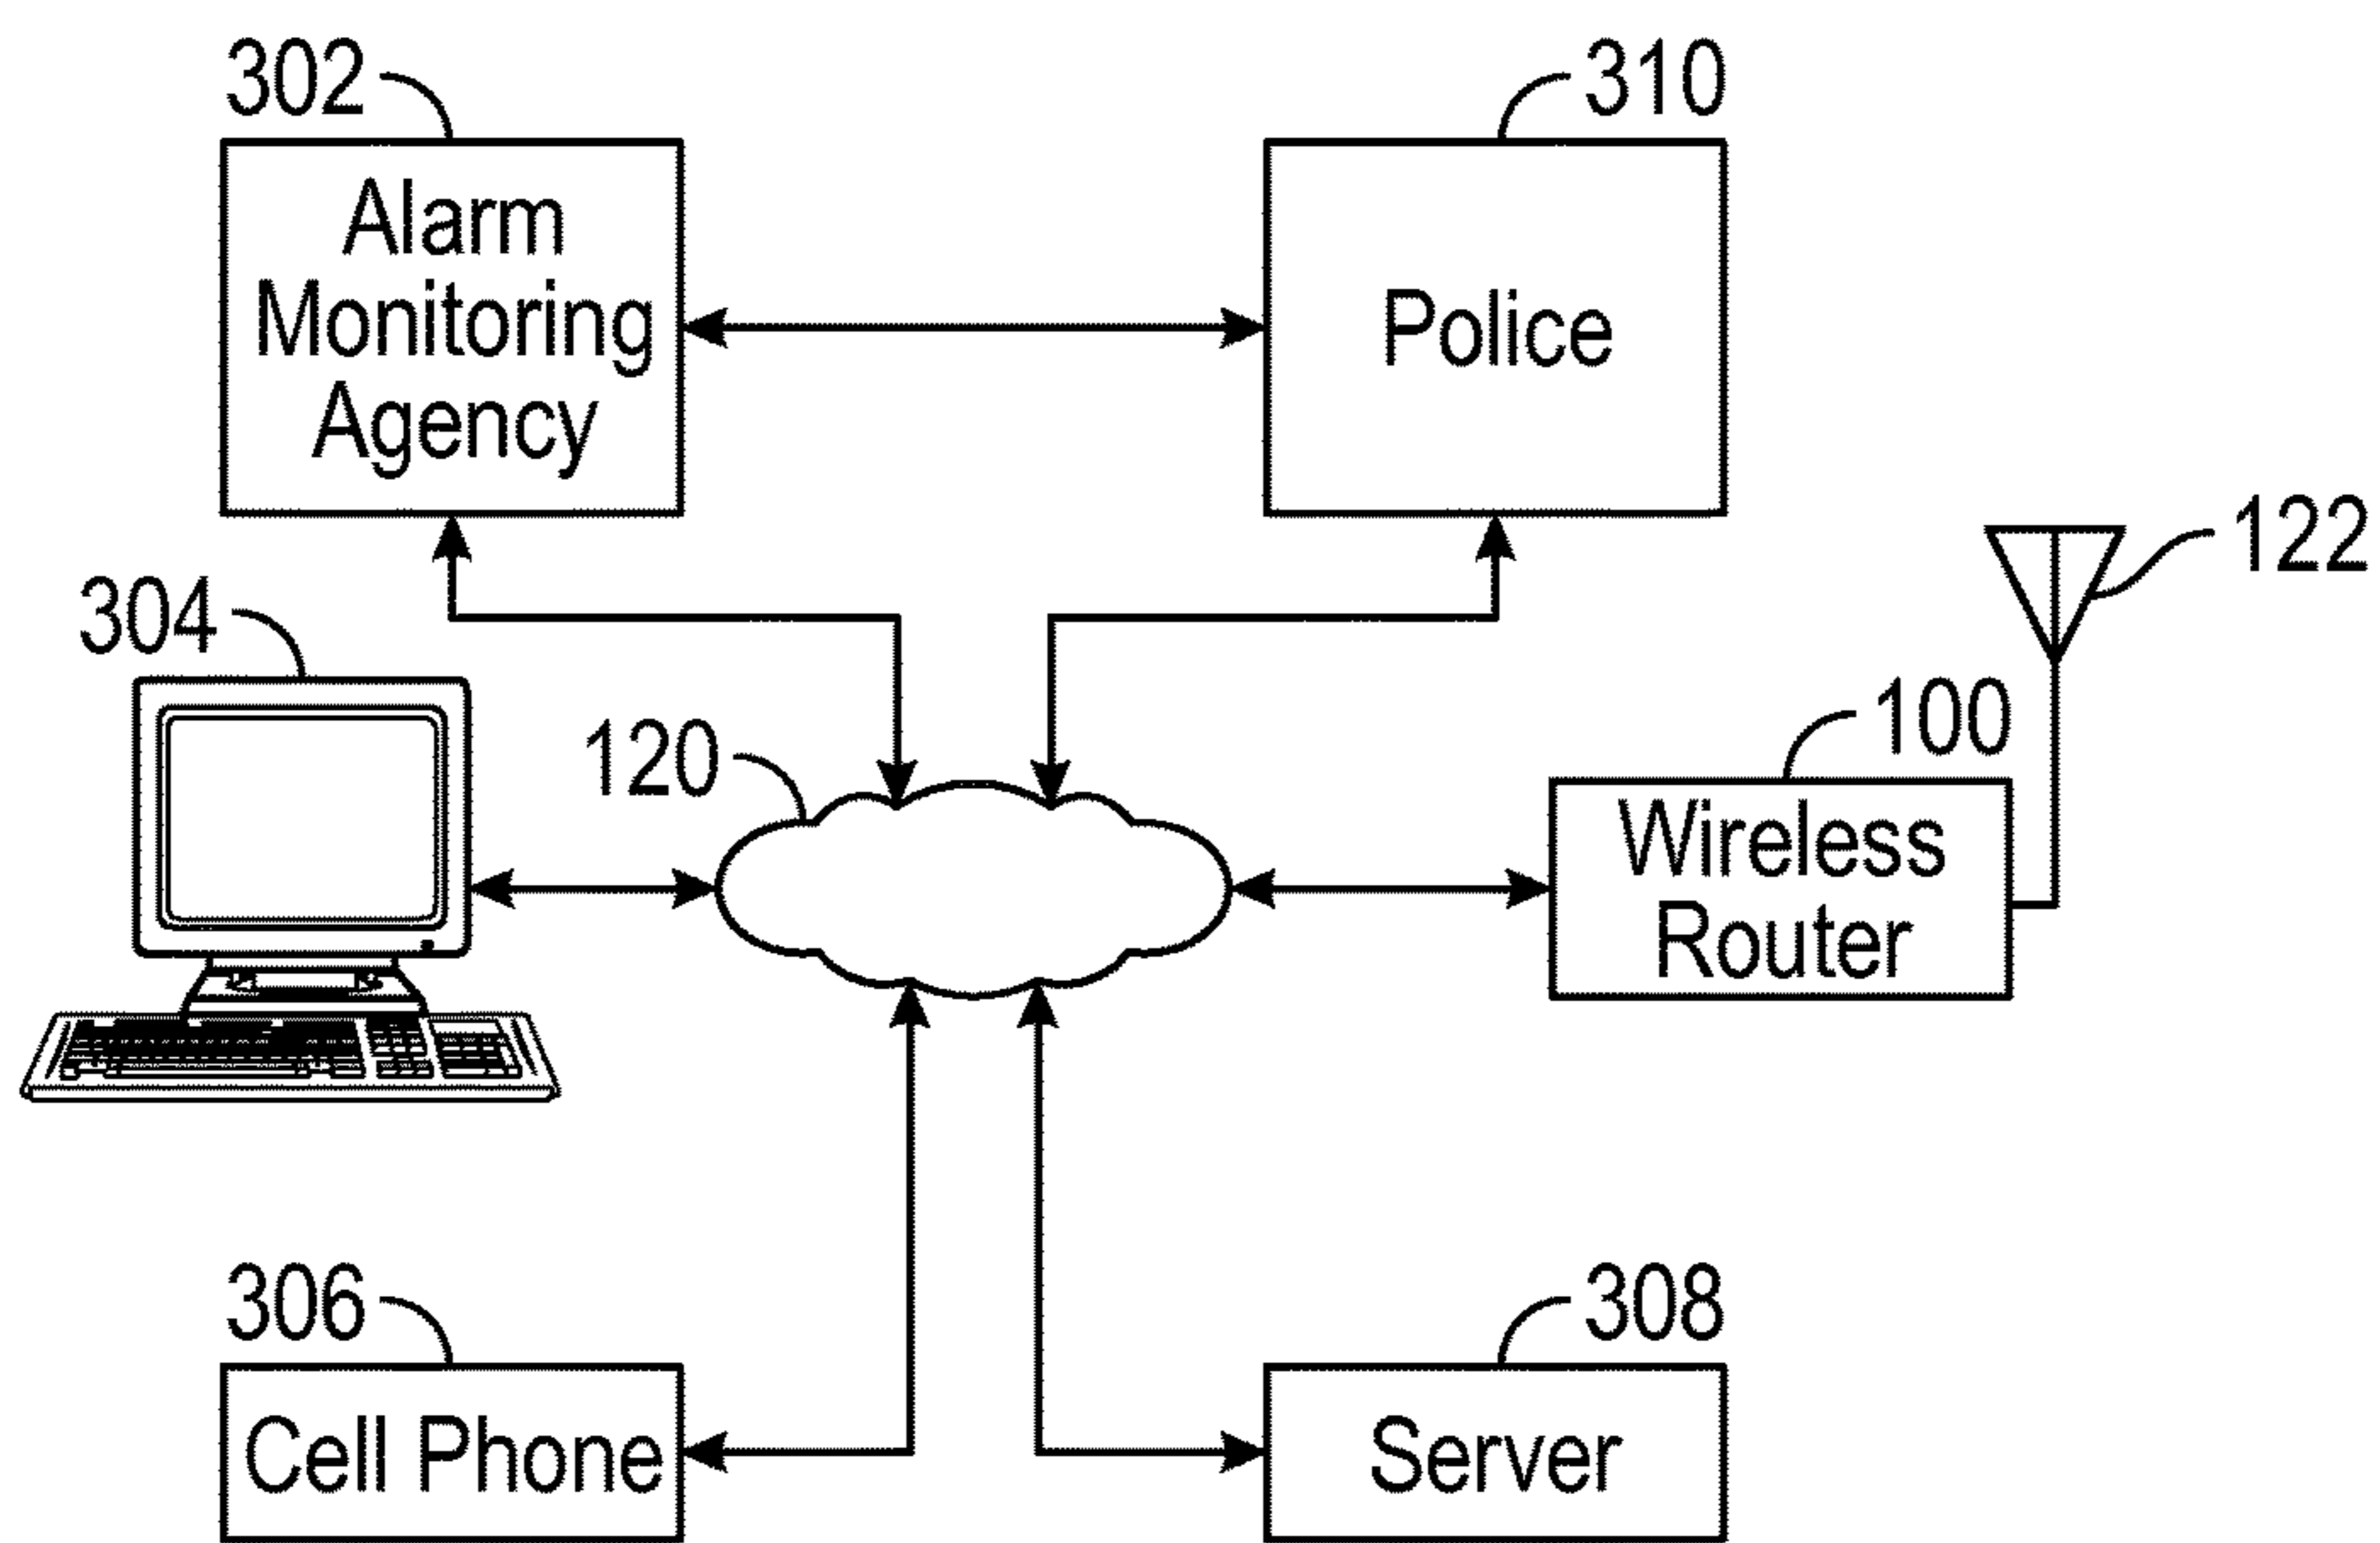 302
310
Alarm
Monitoring
Agency
Police
122
304
120
100
Wireless
Router
306
308
Cell Phone
Server